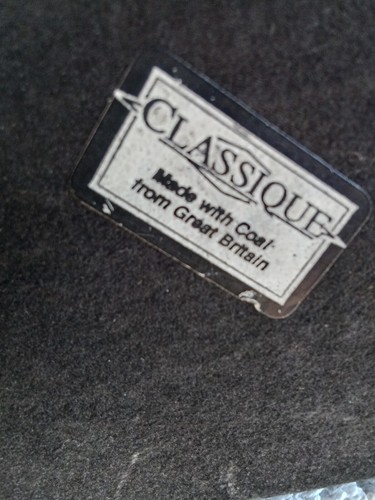 CLASSIQUE
Made with Coal
from Great Britain